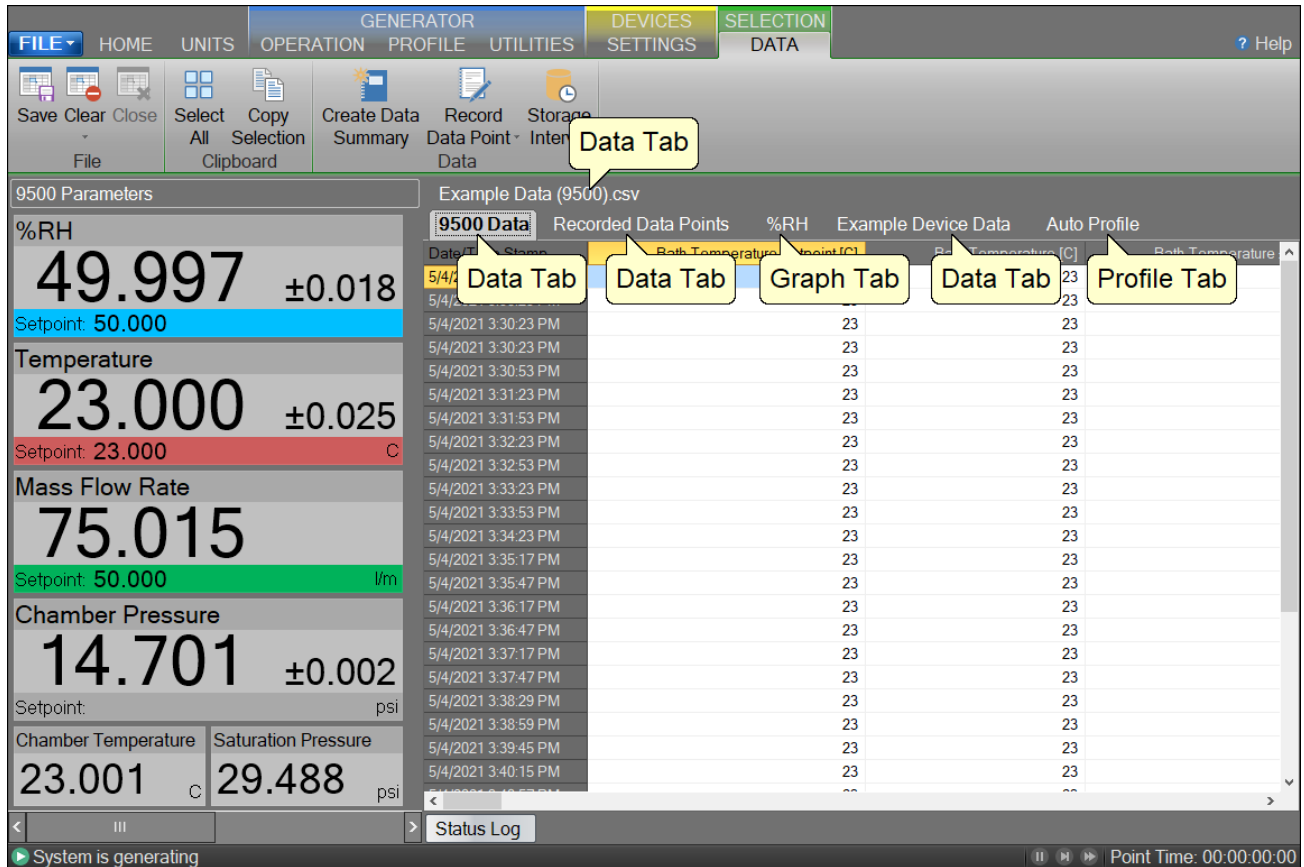 GENERATOR DEVICES SELECTION
FILE HOME UNITS OPERATION PROFILE UTILITIES SETTINGS DATA ? Help
Save Clear Close Select All Copy Selection Create Data Summary Record Data Point Storage
File Clipboard Data
Data Tab
9500 Parameters
%RH
49.997 ±0.018
Setpoint: 50.000
Temperature
23.000 ±0.025
Setpoint: 23.000 C
Mass Flow Rate
75.015
Setpoint: 50.000 l/m
Chamber Pressure
14.701 ±0.002
Setpoint: psi
Chamber Temperature
23.001 C
Saturation Pressure
29.488 psi
Example Data (9500).csv
9500 Data Recorded Data Points %RH Example Device Data Auto Profile
Data Tab Data Tab Graph Tab Data Tab Profile Tab
Bath Temperature
23
23
5/4/2021 3:30:23 PM 23 23
5/4/2021 3:30:23 PM 23 23
5/4/2021 3:30:53 PM 23 23
5/4/2021 3:31:23 PM 23 23
5/4/2021 3:31:53 PM 23 23
5/4/2021 3:32:23 PM 23 23
5/4/2021 3:32:53 PM 23 23
5/4/2021 3:33:23 PM 23 23
5/4/2021 3:33:53 PM 23 23
5/4/2021 3:34:23 PM 23 23
5/4/2021 3:35:17 PM 23 23
5/4/2021 3:35:47 PM 23 23
5/4/2021 3:36:17 PM 23 23
5/4/2021 3:36:47 PM 23 23
5/4/2021 3:37:17 PM 23 23
5/4/2021 3:37:47 PM 23 23
5/4/2021 3:38:29 PM 23 23
5/4/2021 3:38:59 PM 23 23
5/4/2021 3:39:45 PM 23 23
5/4/2021 3:40:15 PM 23 23
Status Log
System is generating Point Time: 00:00:00:00